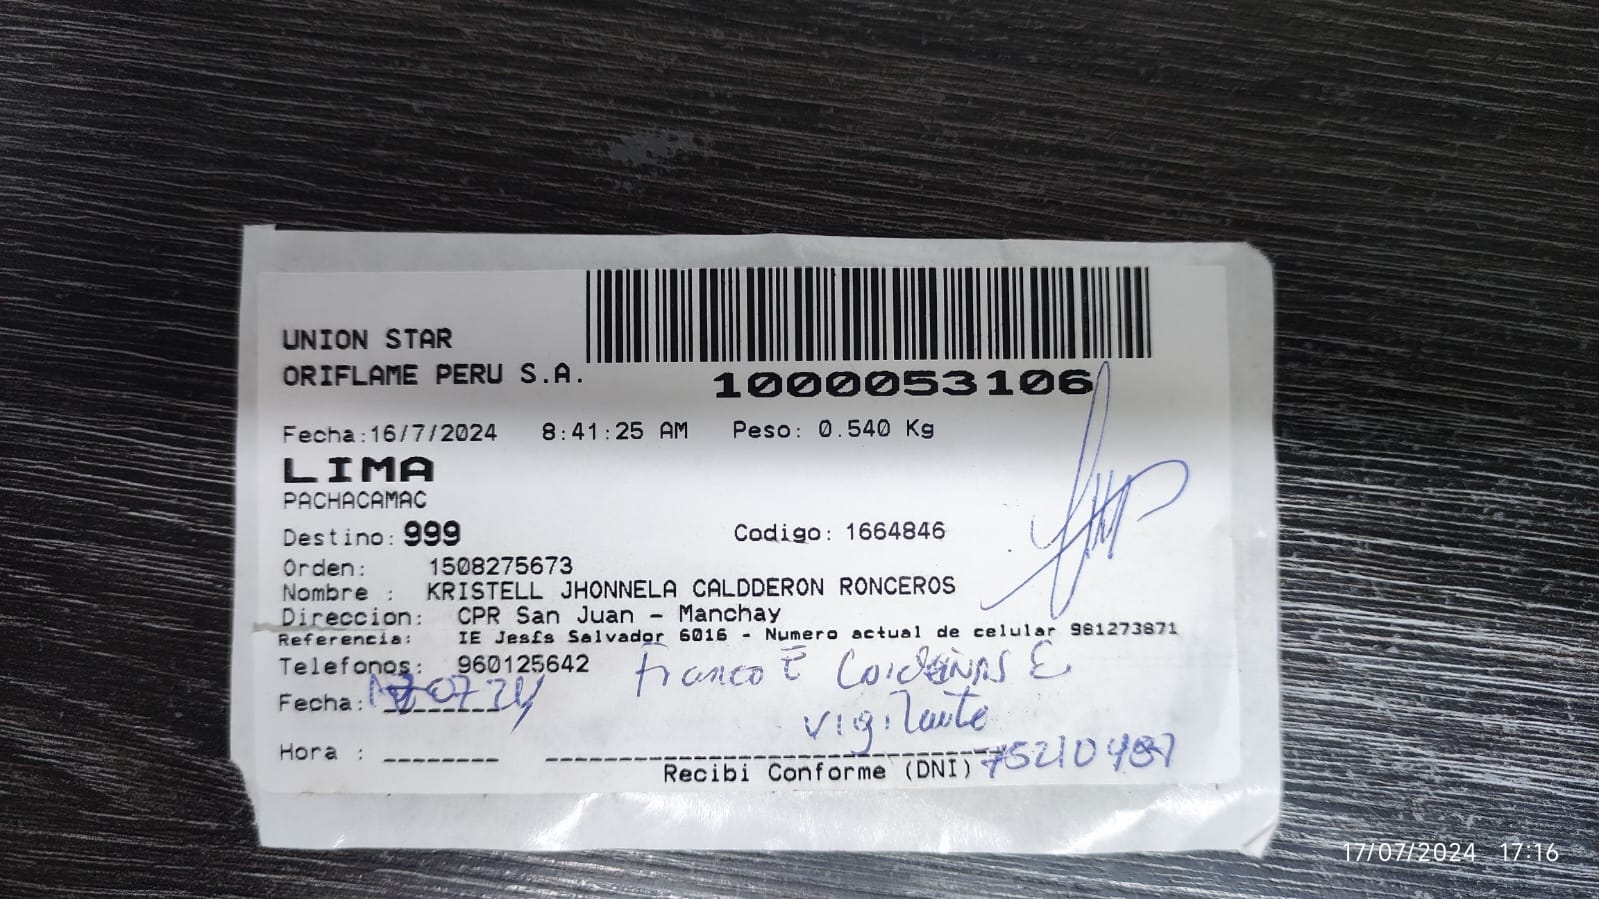 UNION STAR
ORIFLAME PERU S.A.
1000053106
Fecha:16/7/2024 8:41:25 AM Peso: 0.540 Kg
LIMA
PACHACAMAC
Destino: 999 Codigo: 1664846
Orden: 1508275673
Nombre : KRISTELL JHONNELA CALDDERON RONCEROS
Direccion: CPR San Juan - Manchay
Referencia: IE Jes£s Salvador 6016 - Numero actual de celular 981273871
Telefonos: 960125642
Franco E Cardenas E
Fecha:
vigilante
Hora :
Recibi Conforme (DNI)
17/07/2024 17:16